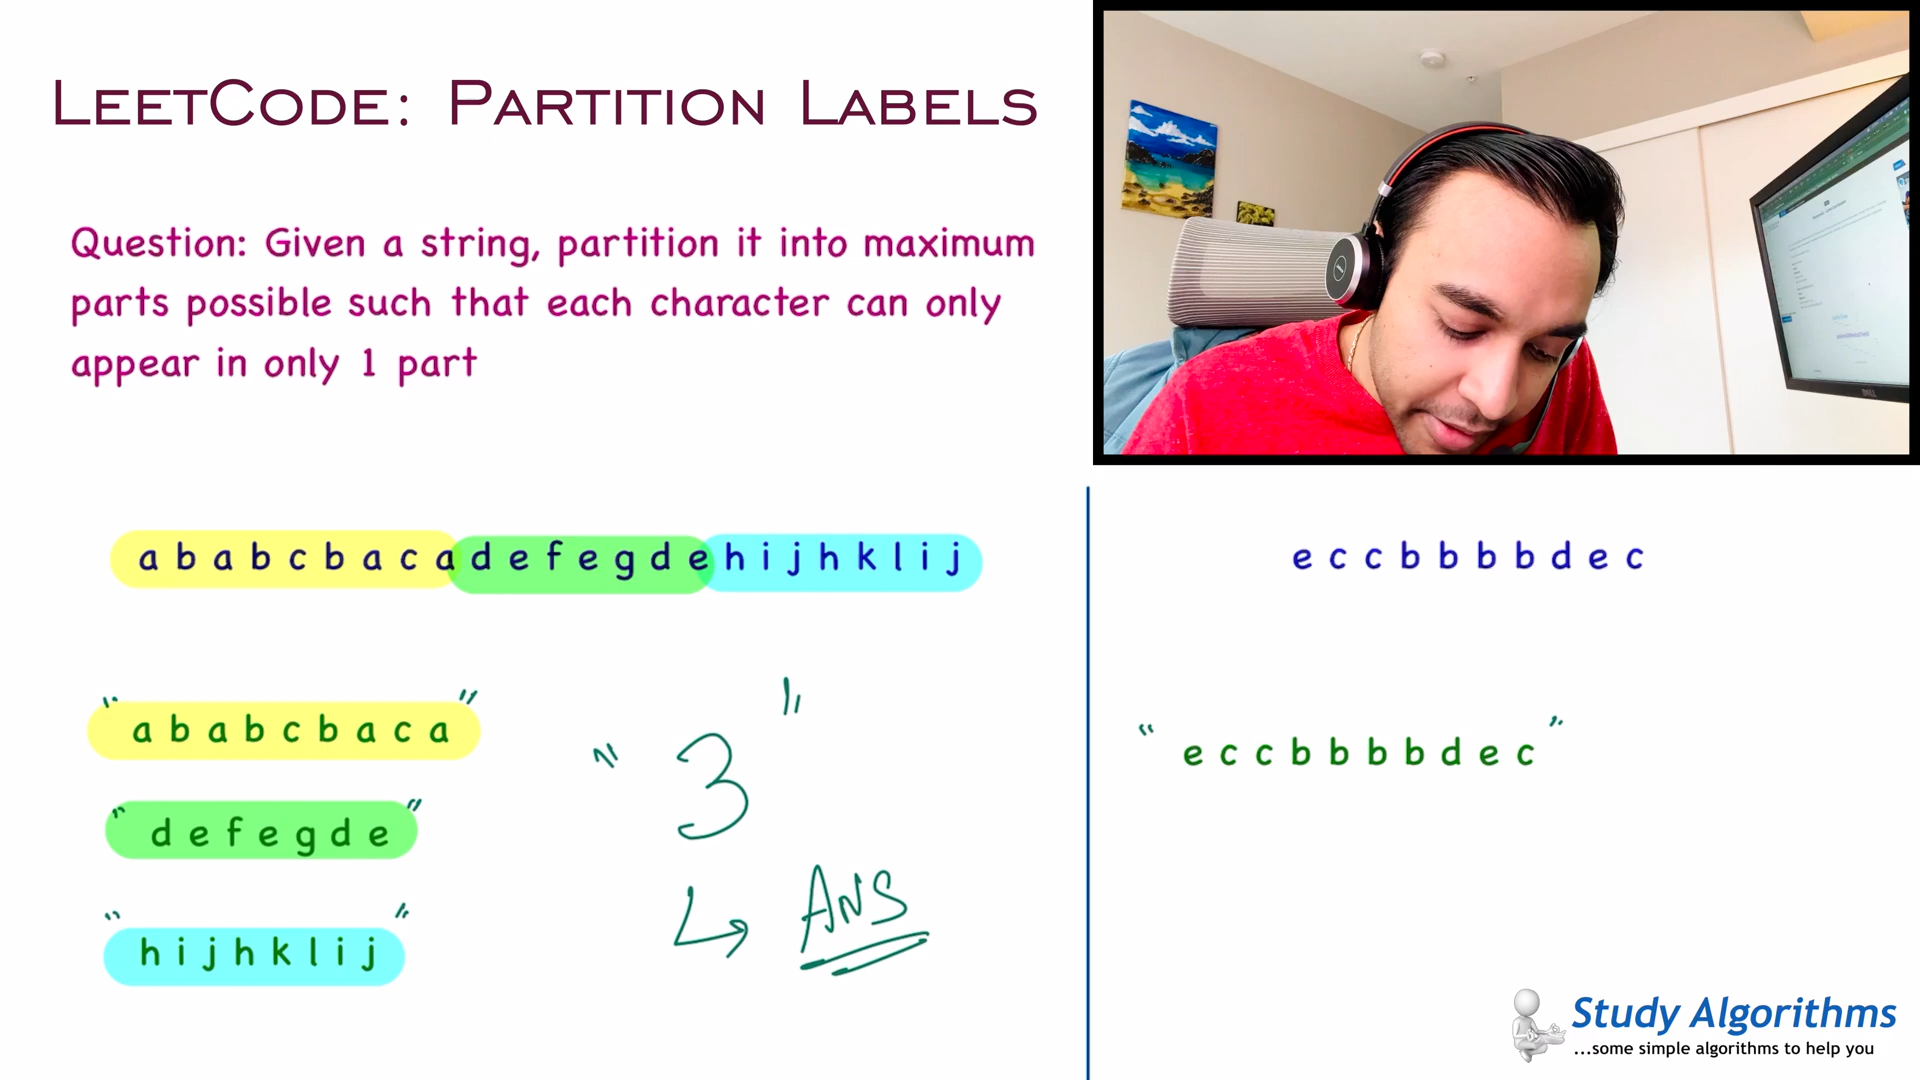 LeetCode: Partition Labels
Question: Given a string, partition it into maximum
parts possible such that each character can only
appear in only 1 part
a b a b c b a c a d e f e g d e h i j h k l i j
" a b a b c b a c a "
" d e f e g d e "
" h i j h k l i j "
" 3 "
↳ Ans
e c c b b b b d e c
" e c c b b b b d e c "
Study Algorithms
...some simple algorithms to help you